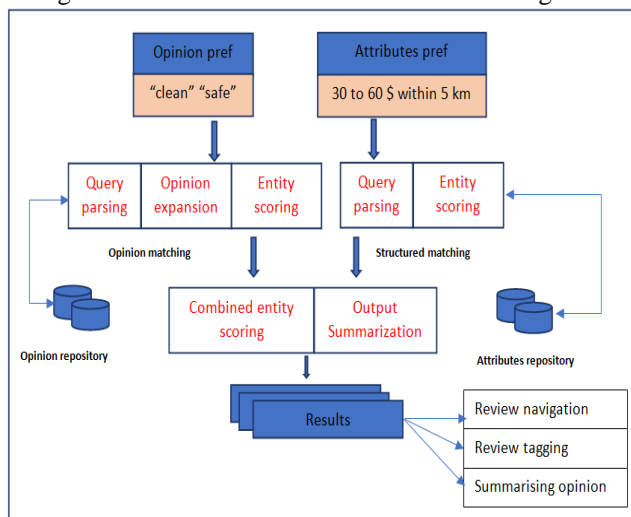 Opinion pref
Attributes pref
"clean" "safe"
30 to 60 $ within 5 km
Query
parsing
Opinion
expansion
Entity
scoring
Query
parsing
Entity
scoring
Opinion matching
Structured matching
Combined entity
scoring
Output
Summarization
Opinion repository
Attributes repository
Results
Review navigation
Review tagging
Summarising opinion